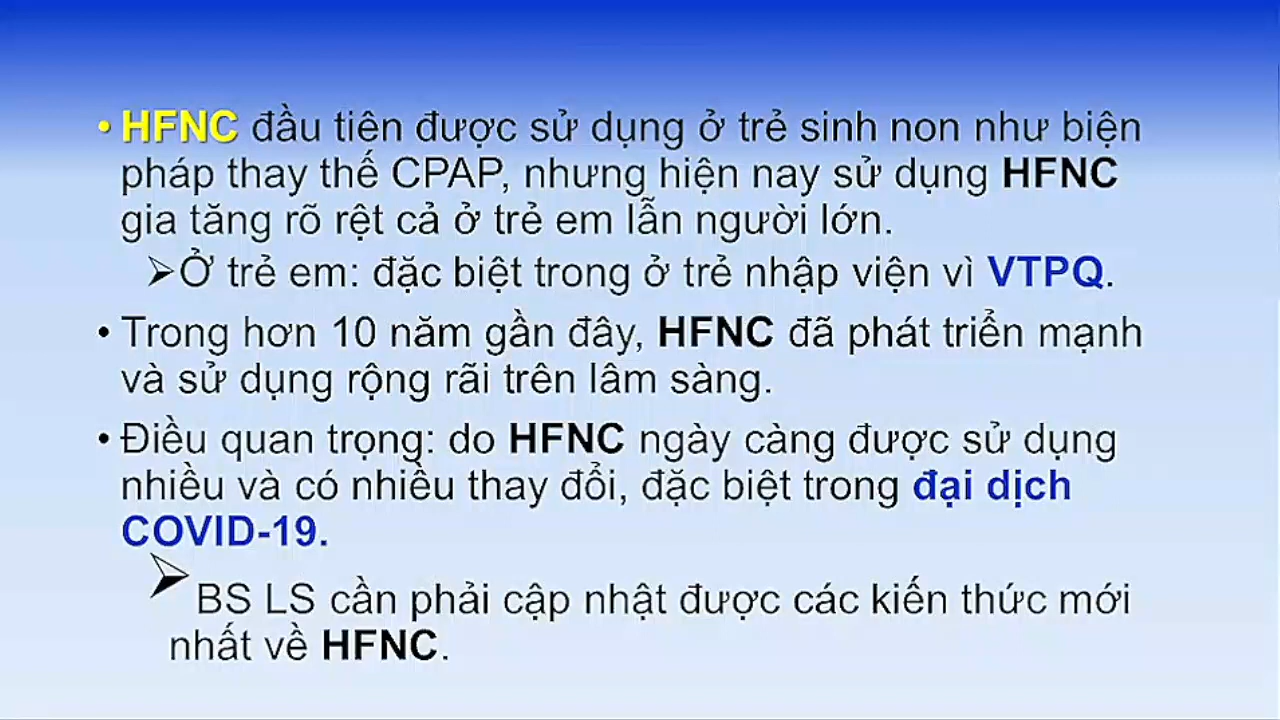 • HFNC đầu tiên được sử dụng ở trẻ sinh non như biện
pháp thay thế CPAP, nhưng hiện nay sử dụng HFNC
gia tăng rõ rệt cả ở trẻ em lẫn người lớn.
➢Ở trẻ em: đặc biệt trong ở trẻ nhập viện vì VTPQ.
• Trong hơn 10 năm gần đây, HFNC đã phát triển mạnh
và sử dụng rộng rãi trên lâm sàng.
• Điều quan trọng: do HFNC ngày càng được sử dụng
nhiều và có nhiều thay đổi, đặc biệt trong đại dịch
COVID-19.
➢BS LS cần phải cập nhật được các kiến thức mới
nhất về HFNC.